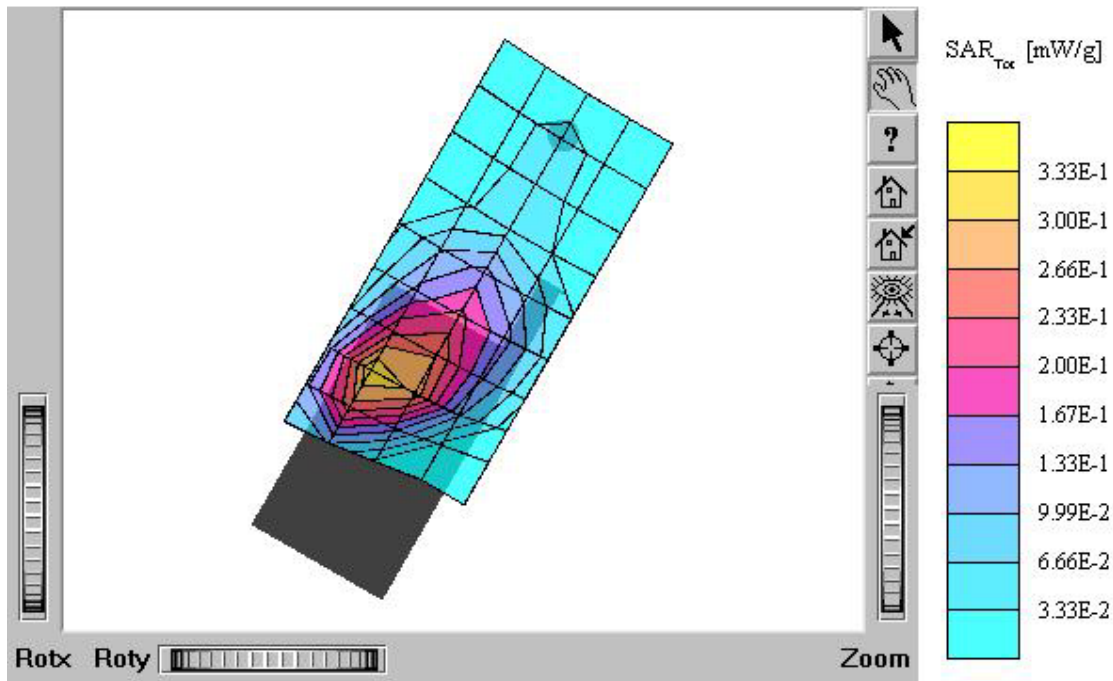 SAR_Tot [mW/g]
?
3.33E-1
3.00E-1
2.66E-1
2.33E-1
2.00E-1
1.67E-1
1.33E-1
9.99E-2
6.66E-2
3.33E-2
Rotx Roty Zoom